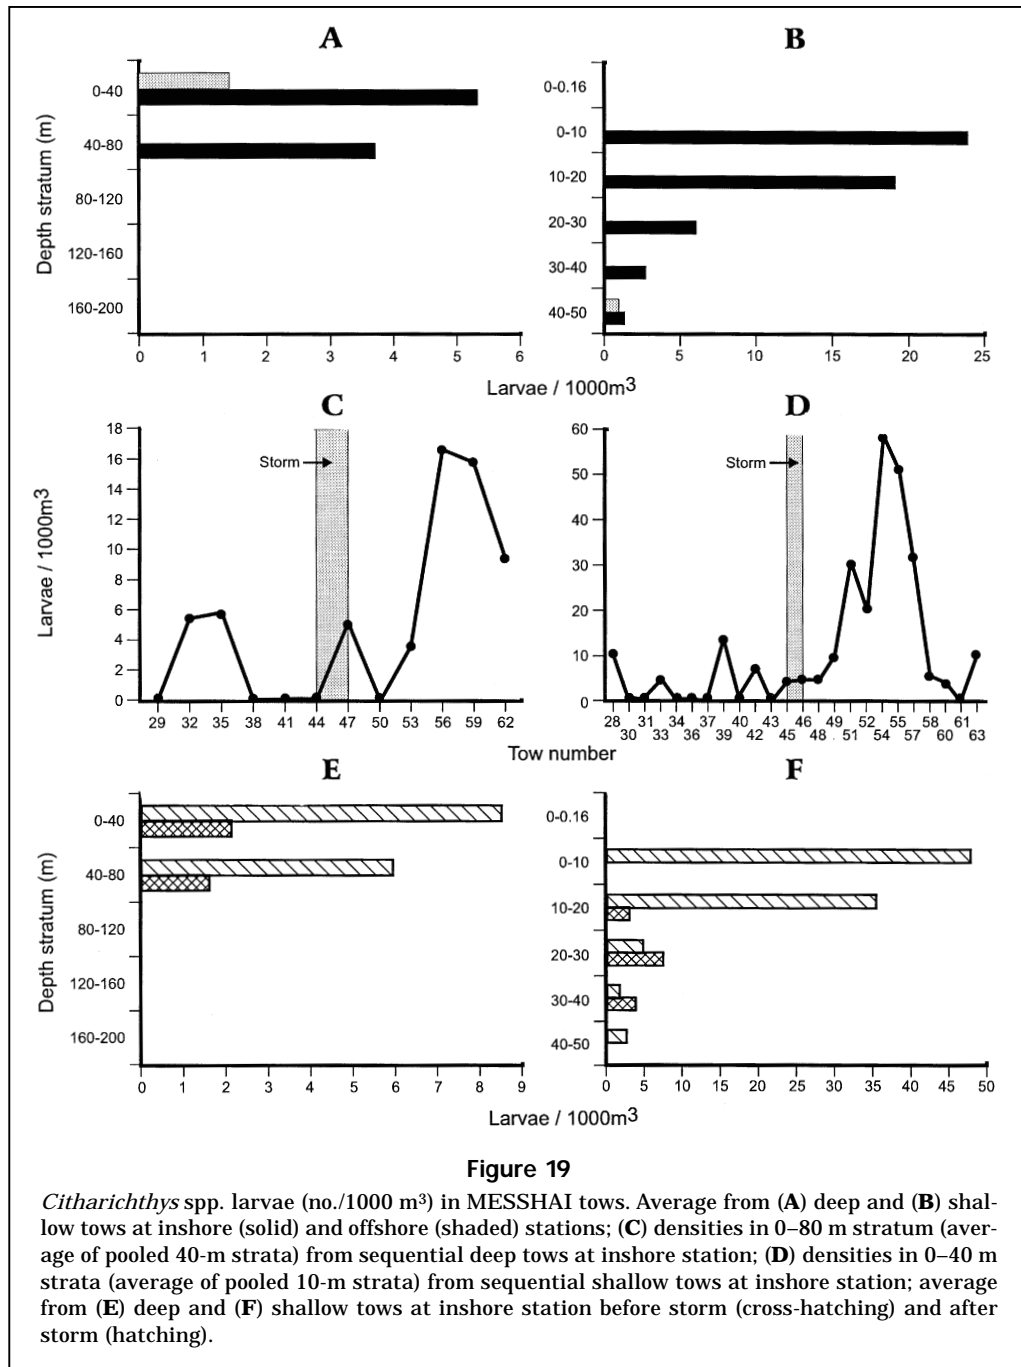 A
B
Depth stratum (m)
0-40
40-80
80-120
120-160
160-200
0 1 2 3 4 5 6
0-0.16
0-10
10-20
20-30
30-40
40-50
0 5 10 15 20 25
Larvae / 1000m³
C
D
Larvae / 1000m³
18
16
14
12
10
8
6
4
2
0
Storm
29 32 35 38 41 44 47 50 53 56 59 62
60
50
40
30
20
10
0
Storm
28 31 34 37 40 43 46 49 52 55 58 61
30 33 36 39 42 45 48 51 54 57 60 63
Tow number
E
F
Depth stratum (m)
0-40
40-80
80-120
120-160
160-200
0 1 2 3 4 5 6 7 8 9
0-0.16
0-10
10-20
20-30
30-40
40-50
0 5 10 15 20 25 30 35 40 45 50
Larvae / 1000m³
Figure 19
Citharichthys spp. larvae (no./1000 m³) in MESSHAI tows. Average from (A) deep and (B) shal-
low tows at inshore (solid) and offshore (shaded) stations; (C) densities in 0–80 m stratum (aver-
age of pooled 40-m strata) from sequential deep tows at inshore station; (D) densities in 0–40 m
strata (average of pooled 10-m strata) from sequential shallow tows at inshore station; average
from (E) deep and (F) shallow tows at inshore station before storm (cross-hatching) and after
storm (hatching).